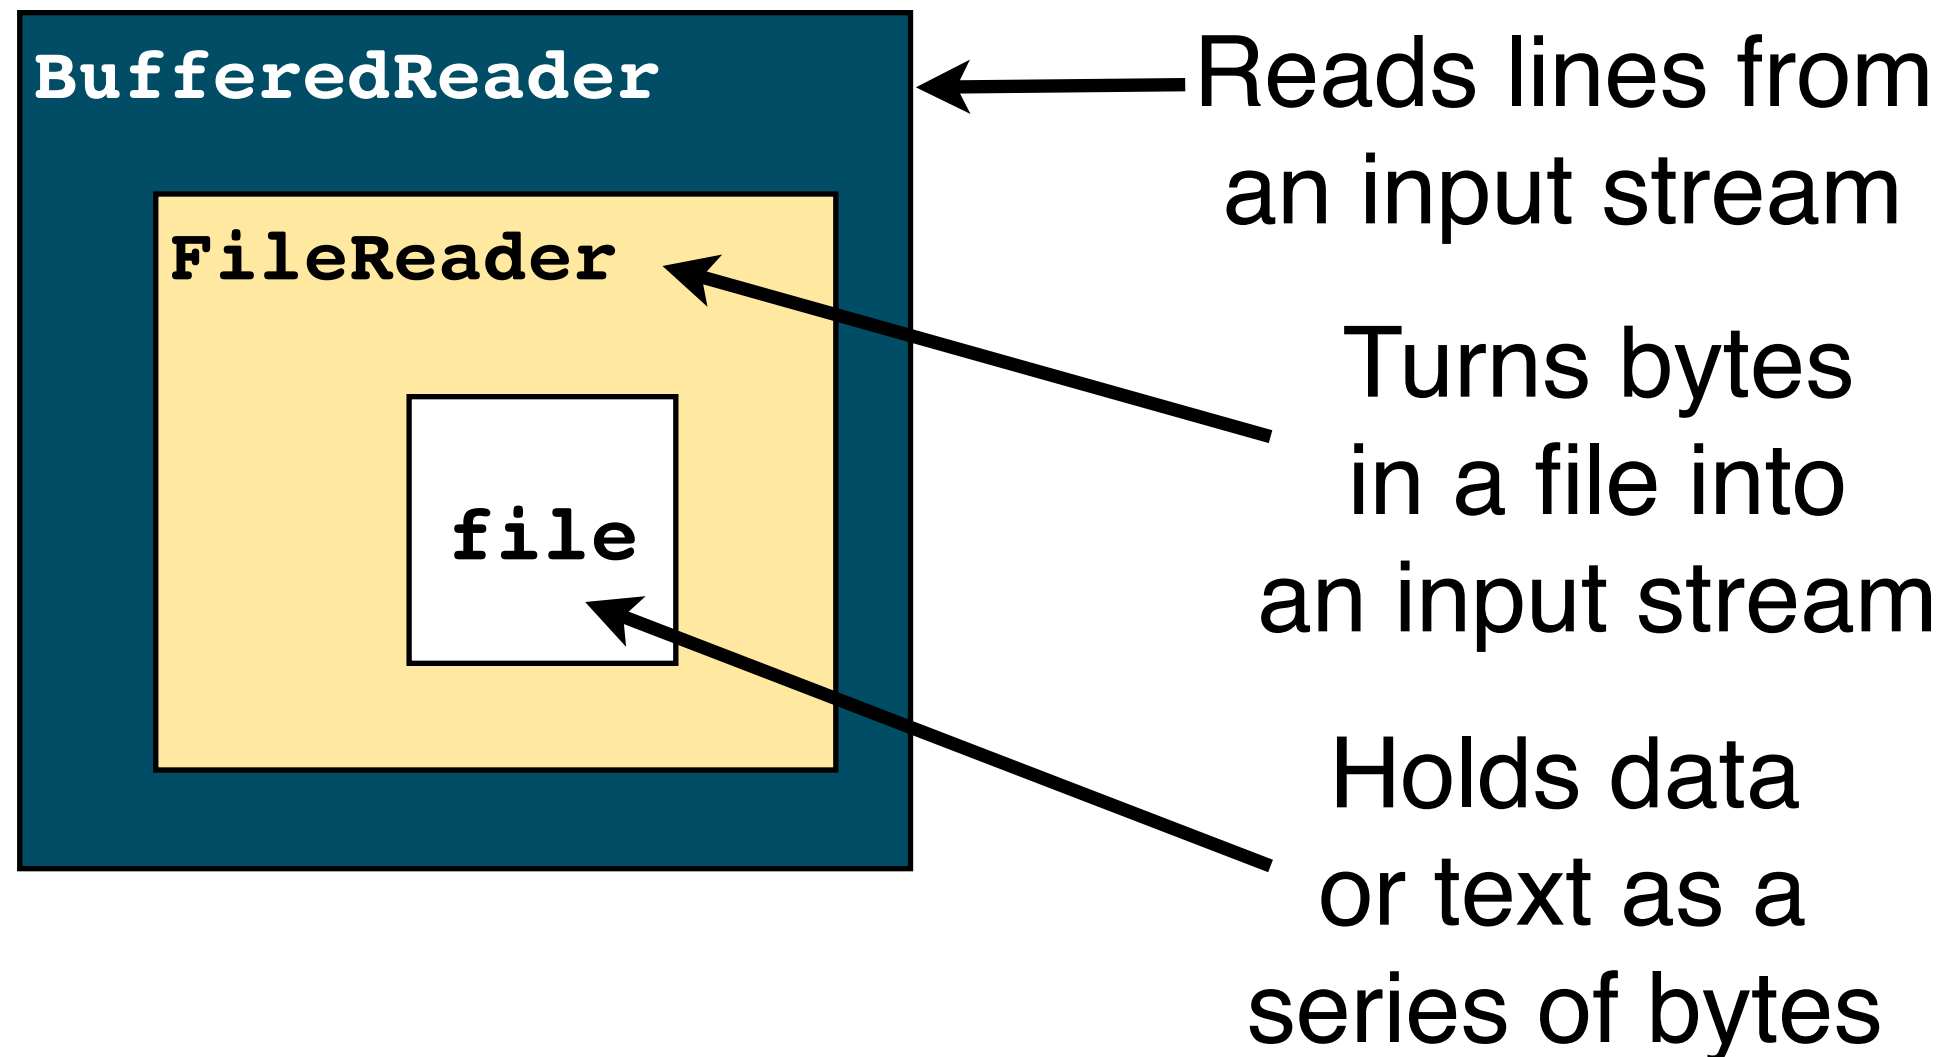 BufferedReader
Reads lines from
an input stream
FileReader
Turns bytes
in a file into
an input stream
file
Holds data
or text as a
series of bytes